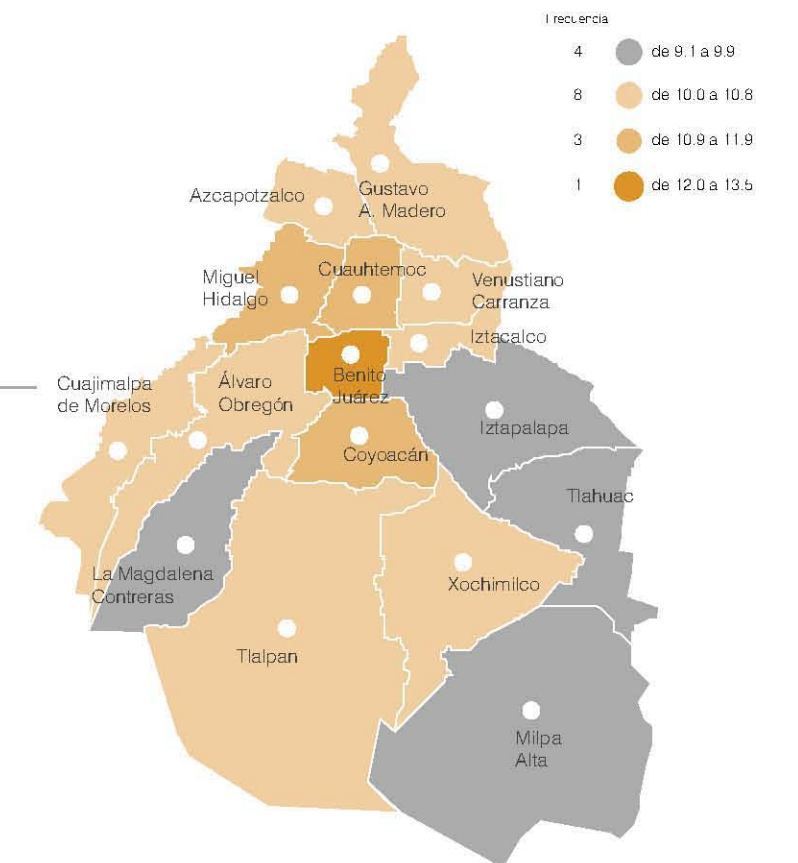 Frecuencia
4 de 9.1 a 9.9
8 de 10.0 a 10.8
3 de 10.9 a 11.9
1 de 12.0 a 13.5
Azcapotzalco
Gustavo
A. Madero
Miguel
Hidalgo
Cuauhtemoc
Venustiano
Carranza
Iztacalco
Cuajimalpa
de Morelos
Álvaro
Obregón
Benito
Juárez
Iztapalapa
Coyoacán
Tlahuac
La Magdalena
Contreras
Xochimilco
Tlalpan
Milpa
Alta